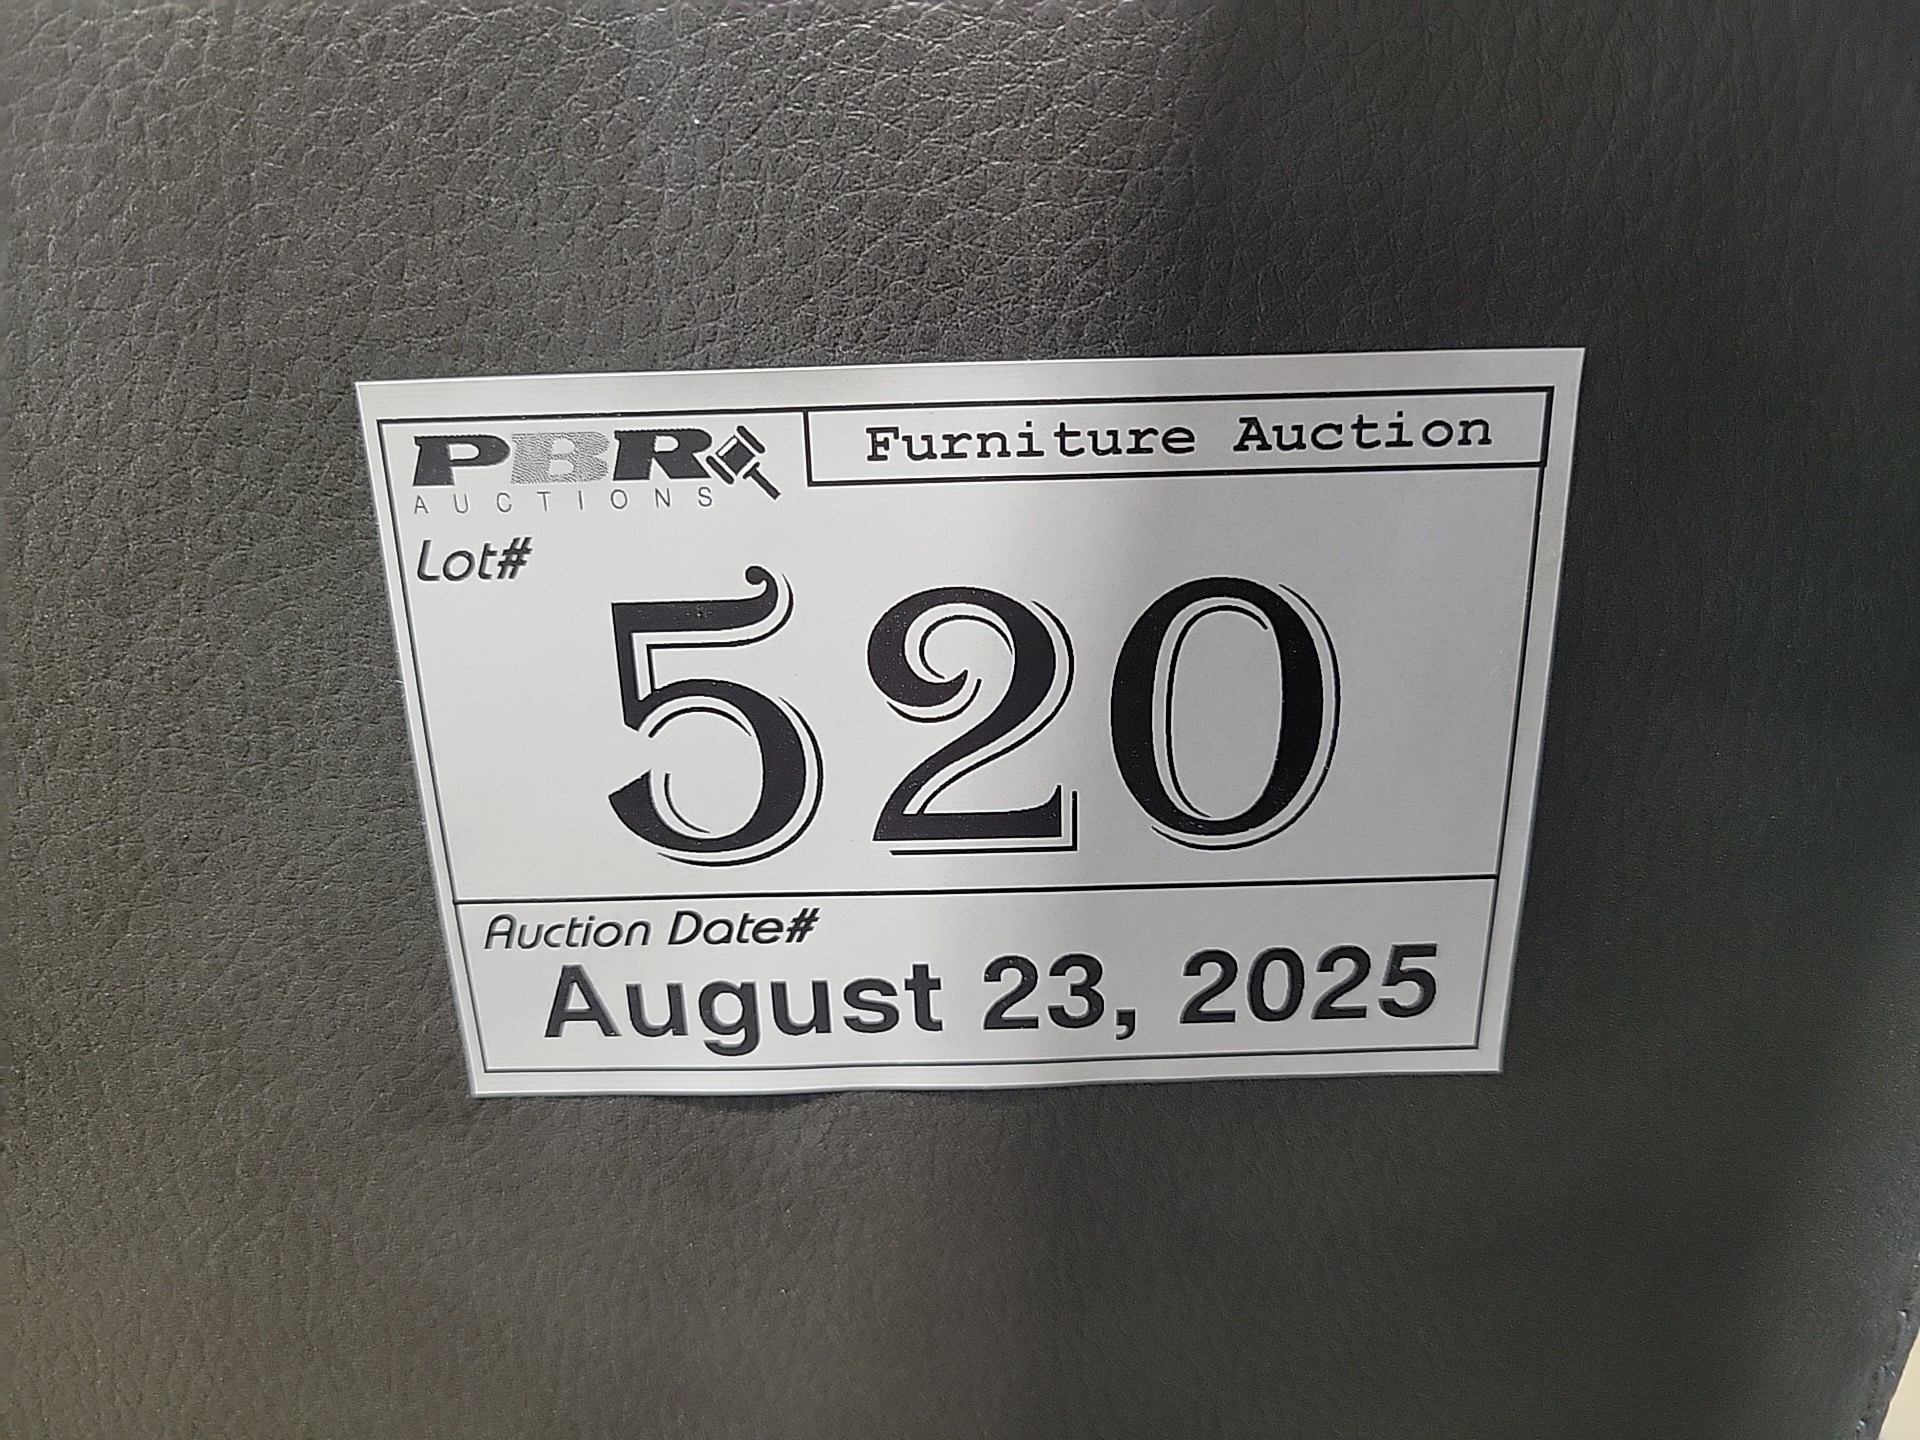 PBR
AUCTIONS
Furniture Auction
Lot#
520
Auction Date#
August 23, 2025